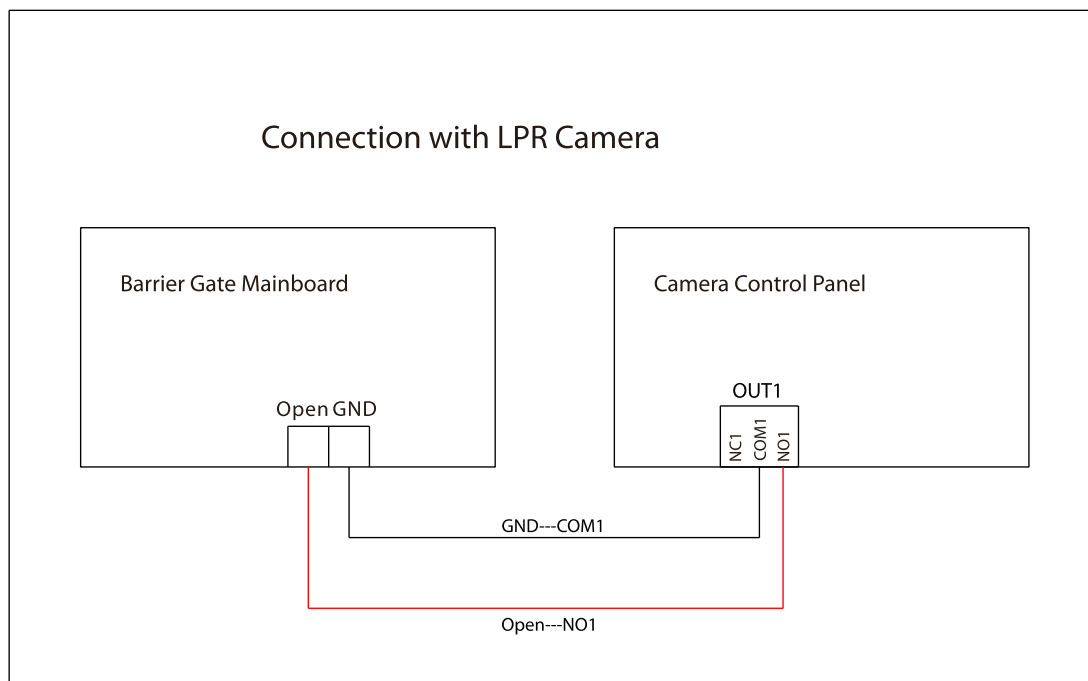 Connection with LPR Camera
Barrier Gate Mainboard
Camera Control Panel
OUT1
Open GND
NC1
COM1
NO1
GND---COM1
Open---NO1